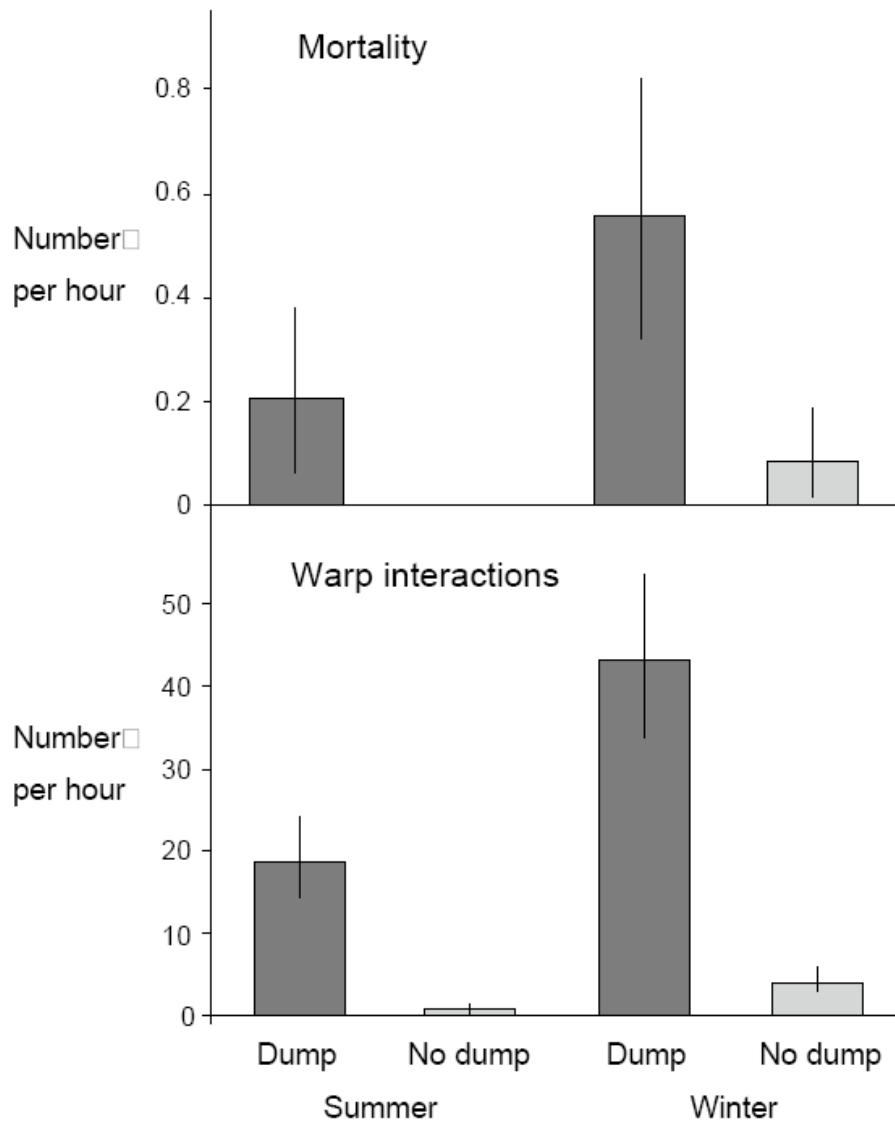 Mortality
0.8
0.6
Number□
per hour
0.4
0.2
0
Warp interactions
50
40
Number□
per hour
30
20
10
0
Dump No dump Dump No dump
Summer Winter